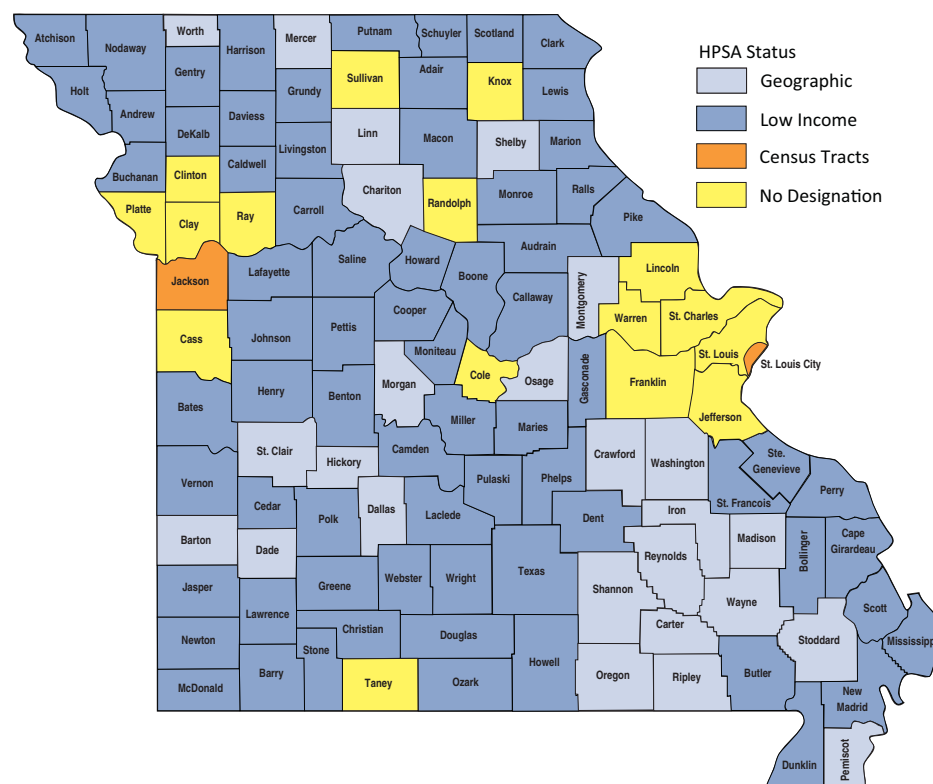 HPSA Status
Geographic
Low Income
Census Tracts
No Designation
Atchison
Nodaway
Worth
Harrison
Mercer
Putnam
Schuyler
Scotland
Clark
Holt
Gentry
Grundy
Sullivan
Adair
Knox
Lewis
Andrew
DeKalb
Daviess
Livingston
Linn
Macon
Shelby
Marion
Buchanan
Clinton
Caldwell
Chariton
Randolph
Monroe
Ralls
Pike
Platte
Clay
Ray
Carroll
Audrain
Jackson
Lafayette
Saline
Howard
Boone
Callaway
Montgomery
Lincoln
Warren
St. Charles
Cass
Johnson
Pettis
Cooper
Moniteau
Cole
Osage
Gasconade
Franklin
St. Louis
St. Louis City
Jefferson
Bates
Henry
Benton
Morgan
Miller
Maries
St. Clair
Hickory
Camden
Crawford
Washington
Ste.
Genevieve
St. Francois
Perry
Vernon
Cedar
Polk
Dallas
Laclede
Pulaski
Phelps
Dent
Iron
Madison
Bollinger
Cape
Girardeau
Barton
Dade
Reynolds
Jasper
Lawrence
Greene
Webster
Wright
Texas
Shannon
Wayne
Scott
Mississippi
Newton
Christian
Douglas
Carter
Stoddard
McDonald
Barry
Stone
Taney
Ozark
Howell
Oregon
Ripley
Butler
New
Madrid
Dunklin
Pemiscot